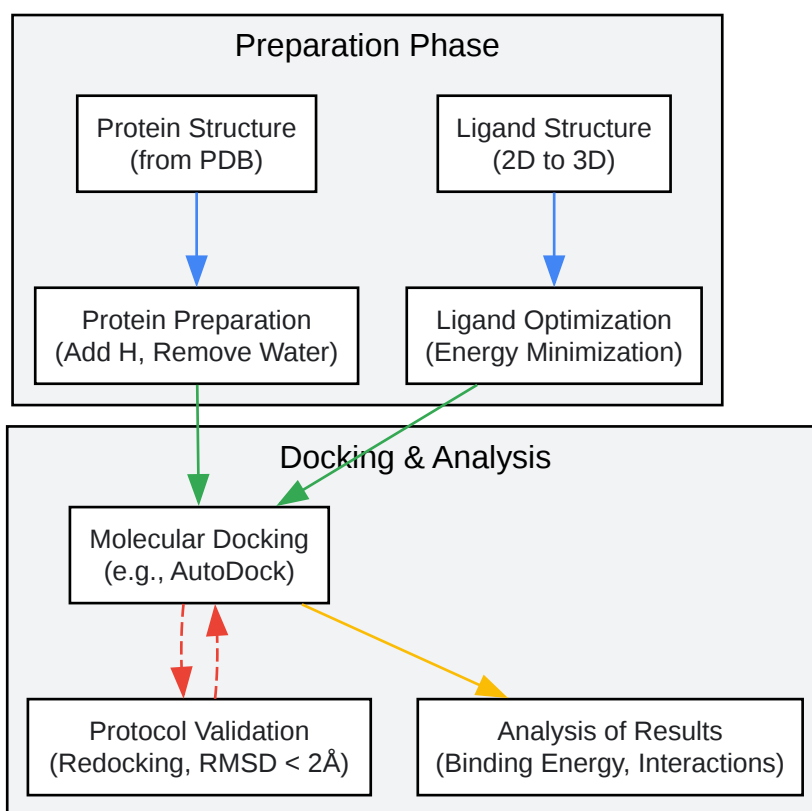 Preparation Phase
Protein Structure
(from PDB)
Ligand Structure
(2D to 3D)
Protein Preparation
(Add H, Remove Water)
Ligand Optimization
(Energy Minimization)
Docking & Analysis
Molecular Docking
(e.g., AutoDock)
Protocol Validation
(Redocking, RMSD < 2Å)
Analysis of Results
(Binding Energy, Interactions)